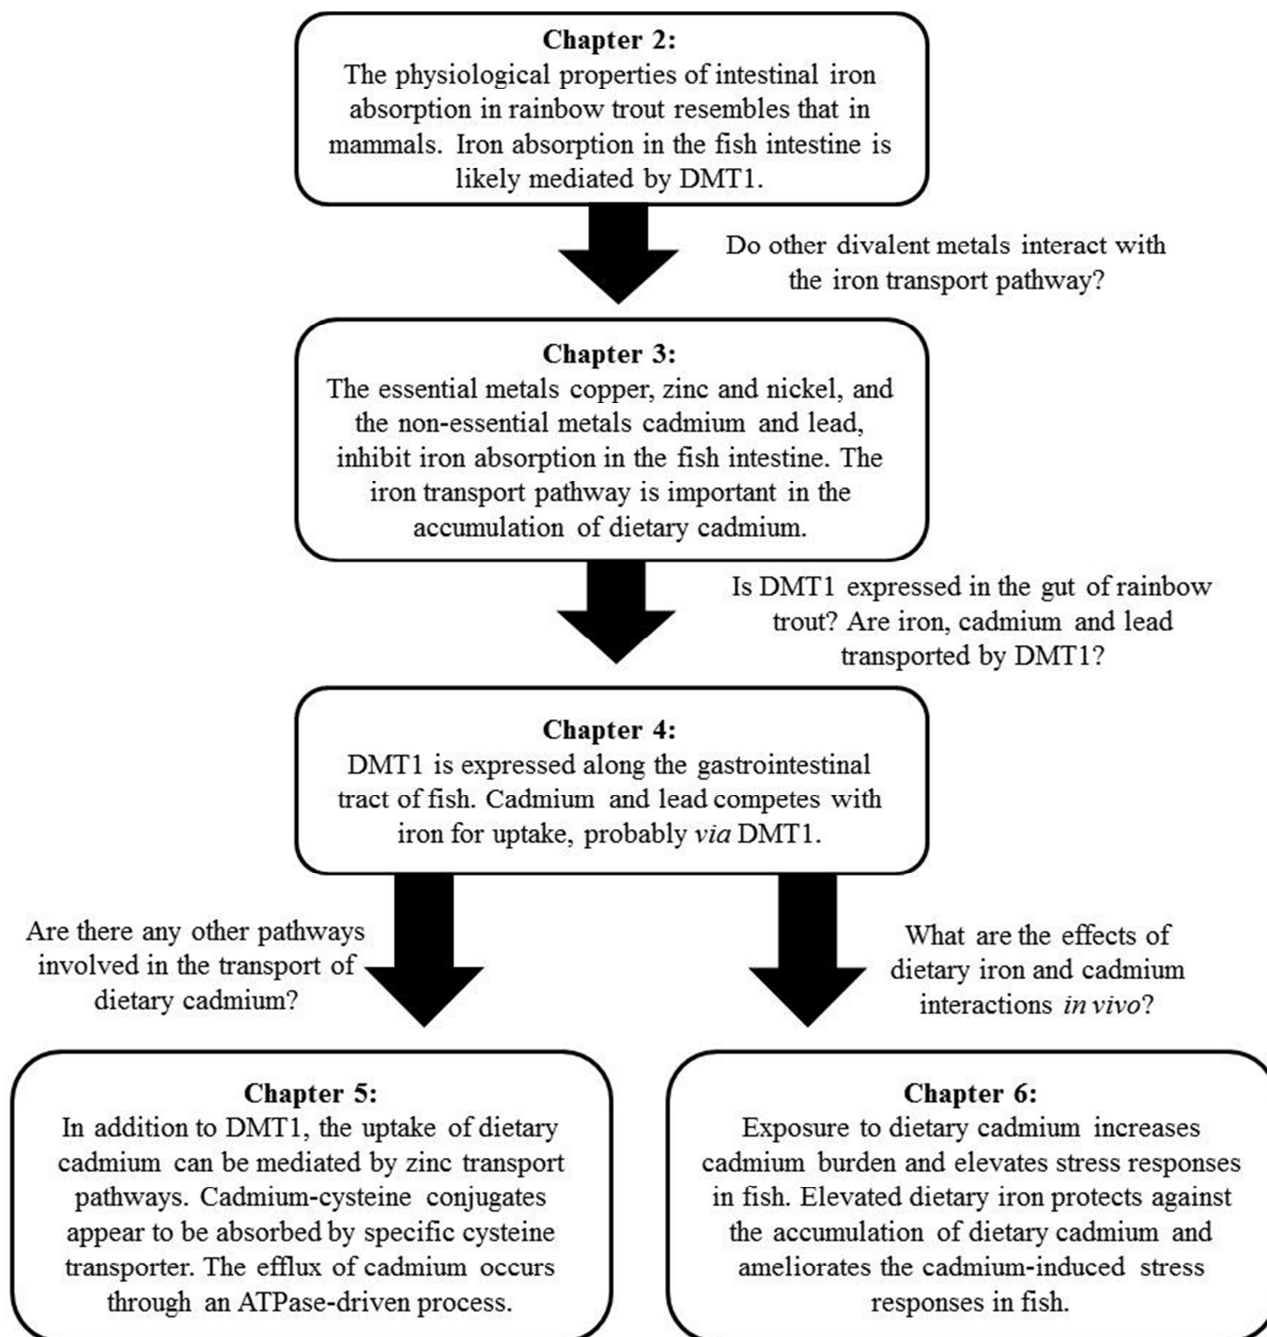 Chapter 2:
The physiological properties of intestinal iron
absorption in rainbow trout resembles that in
mammals. Iron absorption in the fish intestine is
likely mediated by DMT1.
Do other divalent metals interact with
the iron transport pathway?
Chapter 3:
The essential metals copper, zinc and nickel, and
the non-essential metals cadmium and lead,
inhibit iron absorption in the fish intestine. The
iron transport pathway is important in the
accumulation of dietary cadmium.
Is DMT1 expressed in the gut of rainbow
trout? Are iron, cadmium and lead
transported by DMT1?
Chapter 4:
DMT1 is expressed along the gastrointestinal
tract of fish. Cadmium and lead competes with
iron for uptake, probably via DMT1.
Are there any other pathways
involved in the transport of
dietary cadmium?
What are the effects of
dietary iron and cadmium
interactions in vivo?
Chapter 5:
In addition to DMT1, the uptake of dietary
cadmium can be mediated by zinc transport
pathways. Cadmium-cysteine conjugates
appear to be absorbed by specific cysteine
transporter. The efflux of cadmium occurs
through an ATPase-driven process.
Chapter 6:
Exposure to dietary cadmium increases
cadmium burden and elevates stress responses
in fish. Elevated dietary iron protects against
the accumulation of dietary cadmium and
ameliorates the cadmium-induced stress
responses in fish.